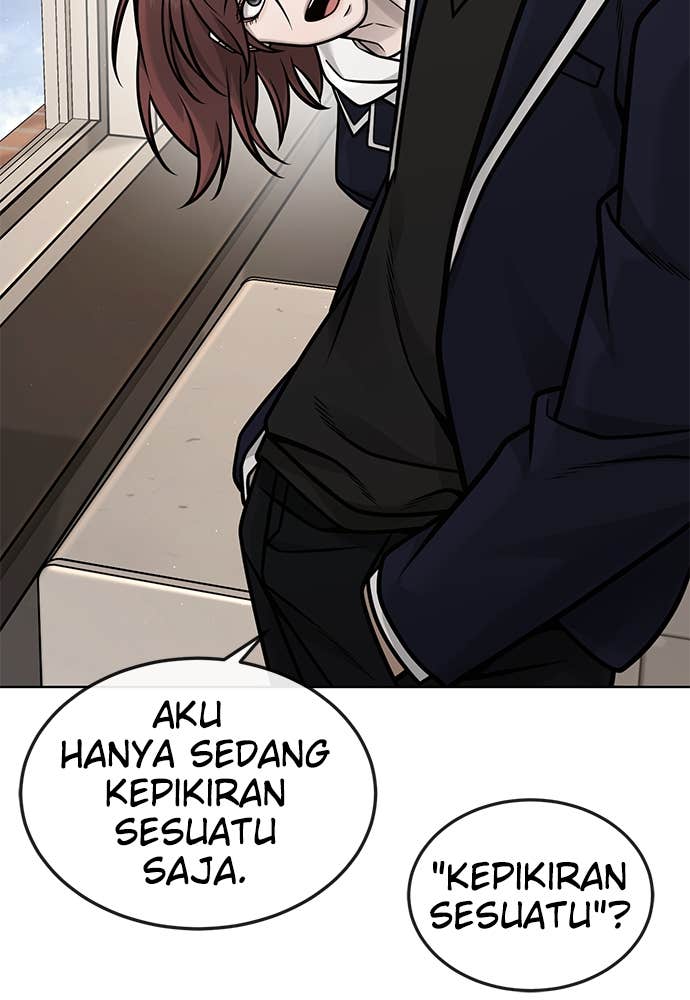 AKU
HANYA SEDANG
KEPIKIRAN
SESUATU
SAJA.
"KEPIKIRAN
SESUATU"?